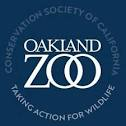 CONSERVATION SOCIETY OF CALIFORNIA
OAKLAND
ZOO
TAKING ACTION FOR WILDLIFE